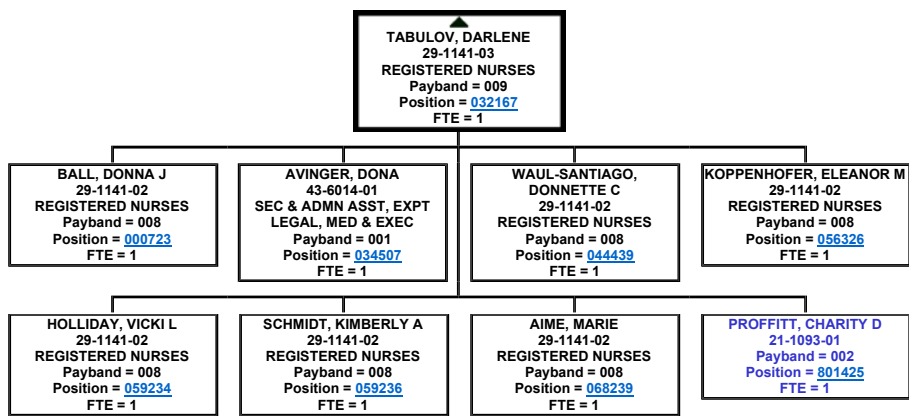 TABULOV, DARLENE
29-1141-03
REGISTERED NURSES
Payband = 009
Position = 032167
FTE = 1
BALL, DONNA J
29-1141-02
REGISTERED NURSES
Payband = 008
Position = 000723
FTE = 1
AVINGER, DONA
43-6014-01
SEC & ADMN ASST, EXPT
LEGAL, MED & EXEC
Payband = 001
Position = 034507
FTE = 1
WAUL-SANTIAGO,
DONNETTE C
29-1141-02
REGISTERED NURSES
Payband = 008
Position = 044439
FTE = 1
KOPPENHOFER, ELEANOR M
29-1141-02
REGISTERED NURSES
Payband = 008
Position = 056326
FTE = 1
HOLLIDAY, VICKI L
29-1141-02
REGISTERED NURSES
Payband = 008
Position = 059234
FTE = 1
SCHMIDT, KIMBERLY A
29-1141-02
REGISTERED NURSES
Payband = 008
Position = 059236
FTE = 1
AIME, MARIE
29-1141-02
REGISTERED NURSES
Payband = 008
Position = 068239
FTE = 1
PROFFITT, CHARITY D
21-1093-01
Payband = 002
Position = 801425
FTE = 1